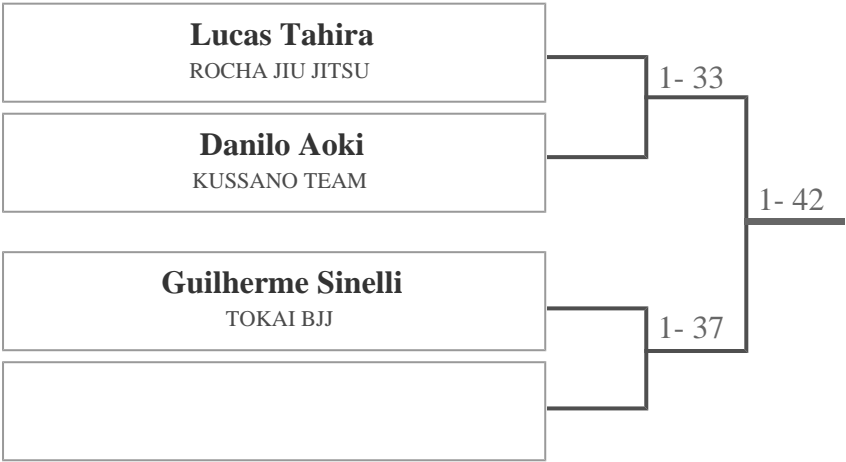 Lucas Tahira
ROCHA JIU JITSU
1- 33
Danilo Aoki
KUSSANO TEAM
1- 42
Guilherme Sinelli
TOKAI BJJ
1- 37